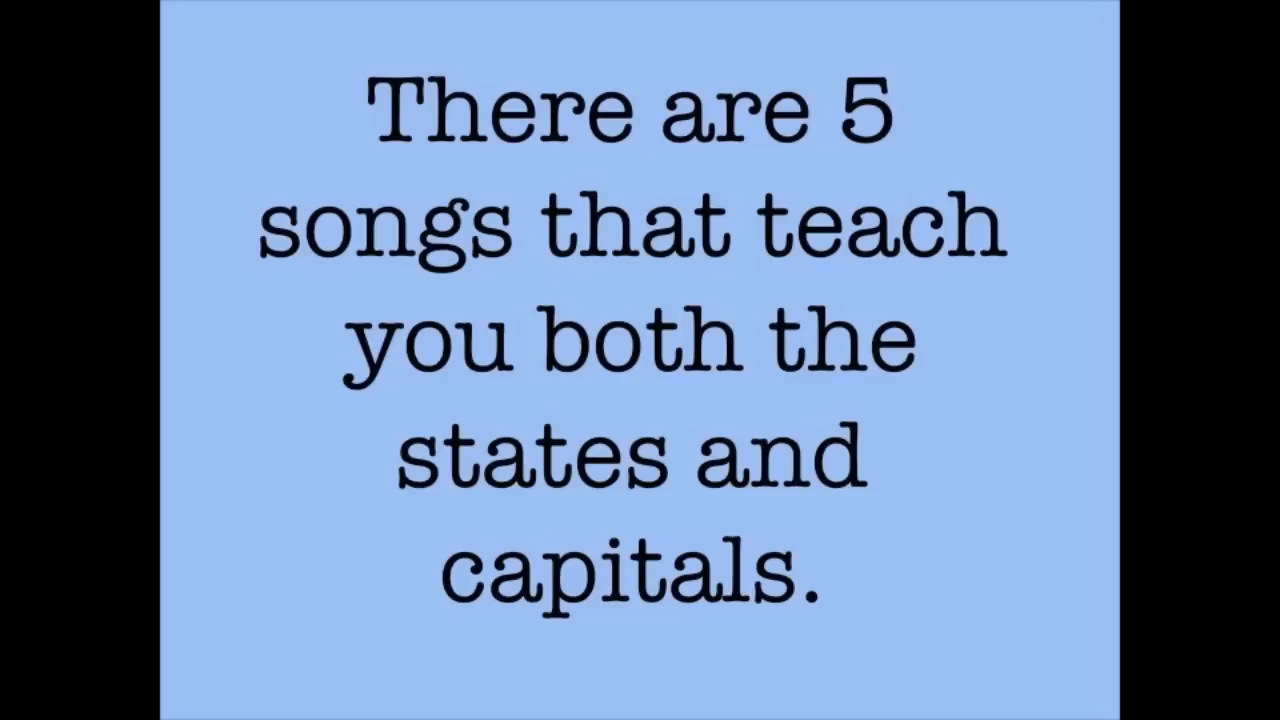 There are 5
songs that teach
you both the
states and
capitals.